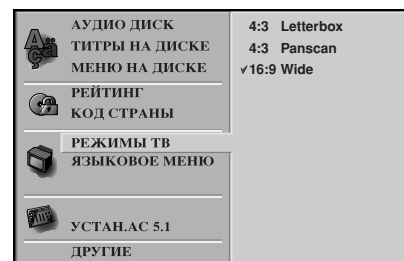 АУДИО ДИСК
ТИТРЫ НА ДИСКЕ
МЕНЮ НА ДИСКЕ
РЕЙТИНГ
КОД СТРАНЫ
РЕЖИМЫ ТВ
ЯЗЫКОВОЕ МЕНЮ
УСТАН.АС 5.1
ДРУГИЕ
4:3 Letterbox
4:3 Panscan
✓16:9 Wide